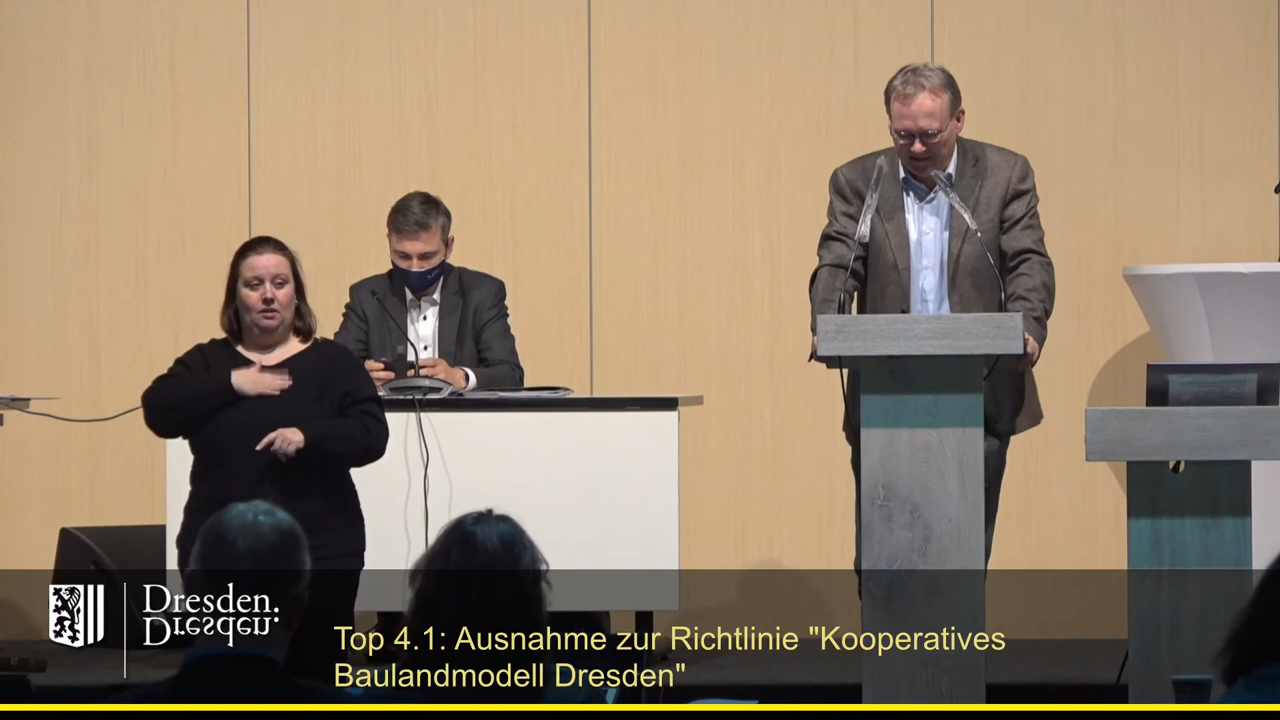 Dresden.
Dresden.
Top 4.1: Ausnahme zur Richtlinie "Kooperatives
Baulandmodell Dresden"